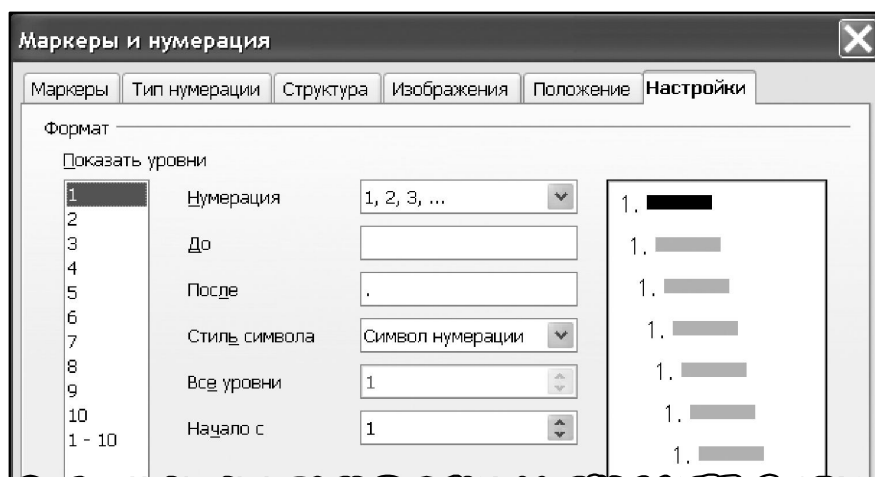 Маркеры и нумерация
Маркеры Тип нумерации Структура Изображения Положение Настройки
Формат
Показать уровни
1
2
3
4
5
6
7
8
9
10
1 - 10
Нумерация 1, 2, 3, ...
До
После .
Стиль символа Символ нумерации
Все уровни 1
Начало с 1
1.
1.
1.
1.
1.
1.
1.